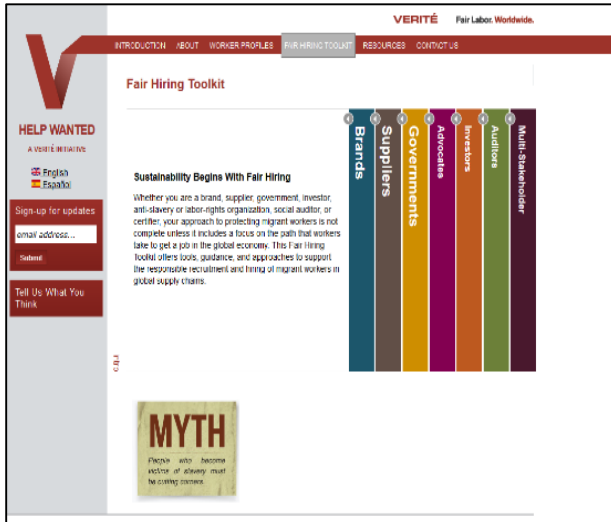 VERITÉ Fair Labor. Worldwide.
INTRODUCTION ABOUT WORKER PROFILES FAIR HIRING TOOLKIT RESOURCES CONTACT US
V
HELP WANTED
A VERITÉ INITIATIVE
English
Español
Sign-up for updates
email address...
Submit
Tell Us What You
Think
Fair Hiring Toolkit
Sustainability Begins With Fair Hiring
Whether you are a brand, supplier, government, investor,
anti-slavery or labor-rights organization, social auditor, or
certifier, your approach to protecting migrant workers is not
complete unless it includes a focus on the path that workers
take to get a job in the global economy. This Fair Hiring
Toolkit offers tools, guidance, and approaches to support
the responsible recruitment and hiring of migrant workers in
global supply chains.
Intro
Brands
Suppliers
Governments
Advocates
Investors
Auditors
Multi-Stakeholder
MYTH
People who become
victims of slavery must
be cutting corners.